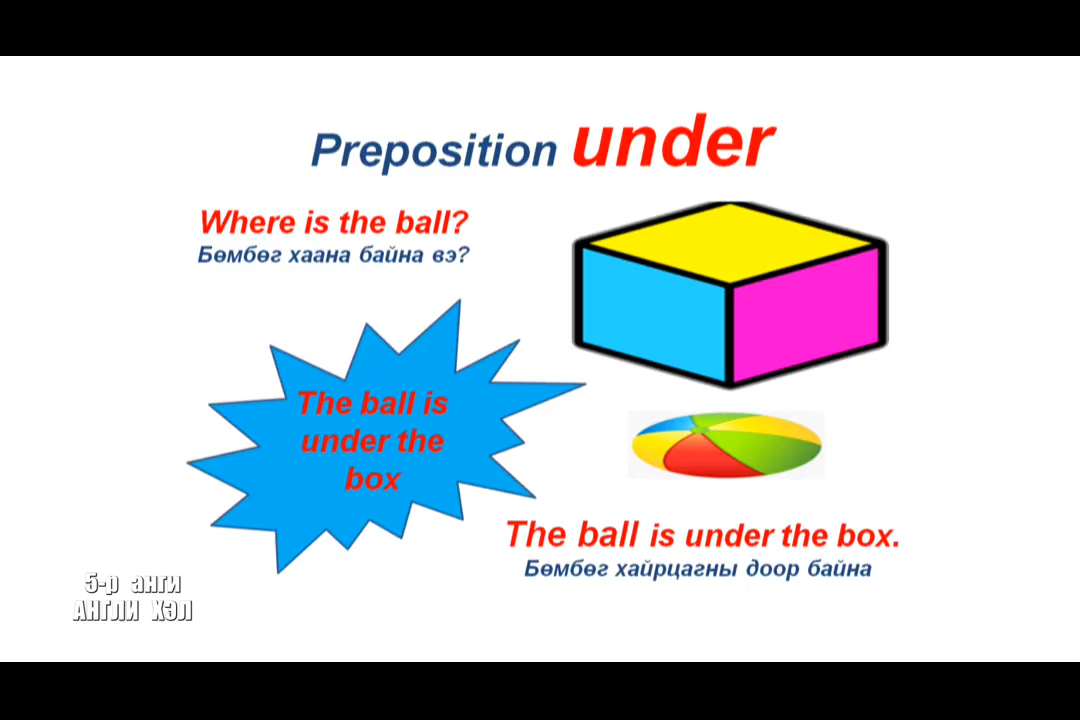 Preposition under
Where is the ball?
Бөмбөг хаана байна вэ?
The ball is
under the
box
The ball is under the box.
Бөмбөг хайрцагны доор байна
5-р анги
АНГЛИ ХЭЛ